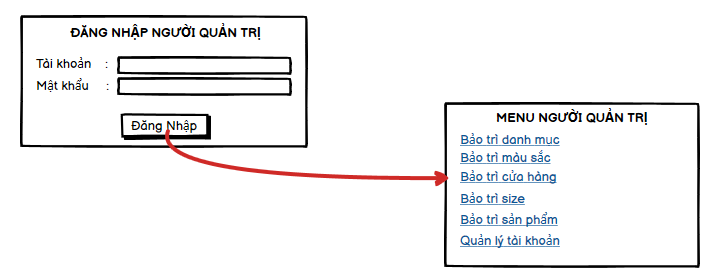 ĐĂNG NHẬP NGƯỜI QUẢN TRỊ
Tài khoản :
Mật khẩu :
Đăng Nhập
MENU NGƯỜI QUẢN TRỊ
Bảo trì danh mục
Bảo trì màu sắc
Bảo trì cửa hàng
Bảo trì size
Bảo trì sản phẩm
Quản lý tài khoản